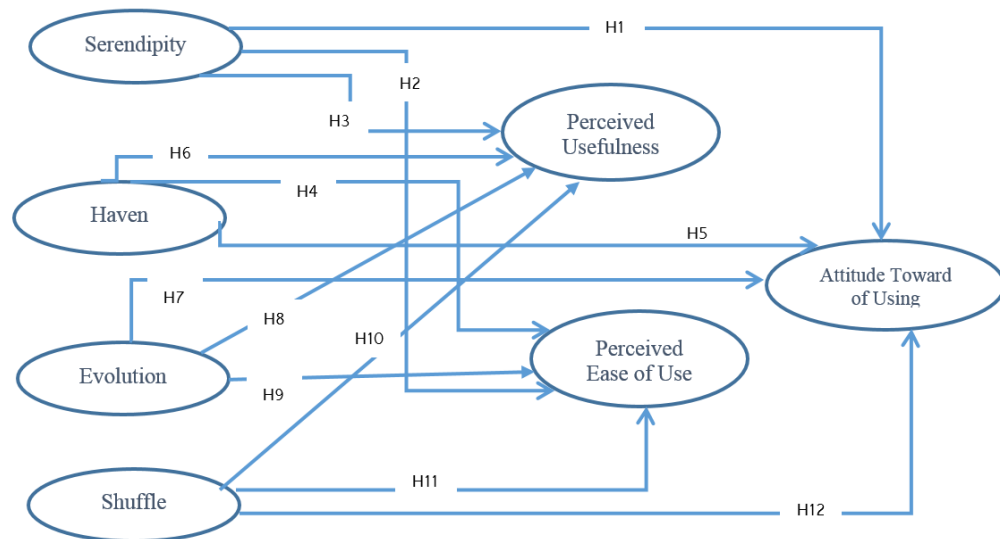 Serendipity
H1
H2
H3
Perceived
Usefulness
H6
H4
Haven
H5
Attitude Toward
of Using
H7
H8
H10
Perceived
Ease of Use
Evolution
H9
H11
Shuffle
H12